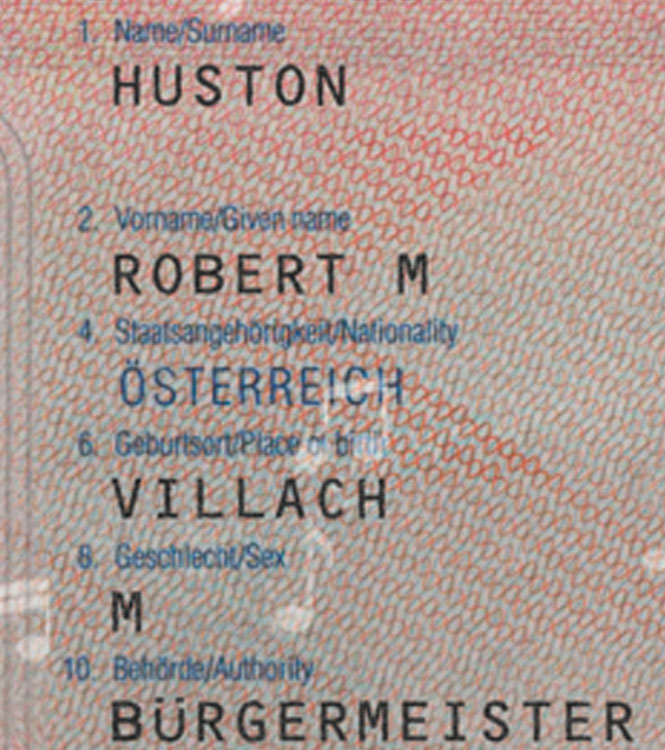 1. Name/Surname
HUSTON
2. Vorname/Given name
ROBERT M
4. Staatsangehörigkeit/Nationality
ÖSTERREICH
6. Geburtsort/Place of birth
VILLACH
8. Geschlecht/Sex
M
10. Behörde/Authority
BÜRGERMEISTER